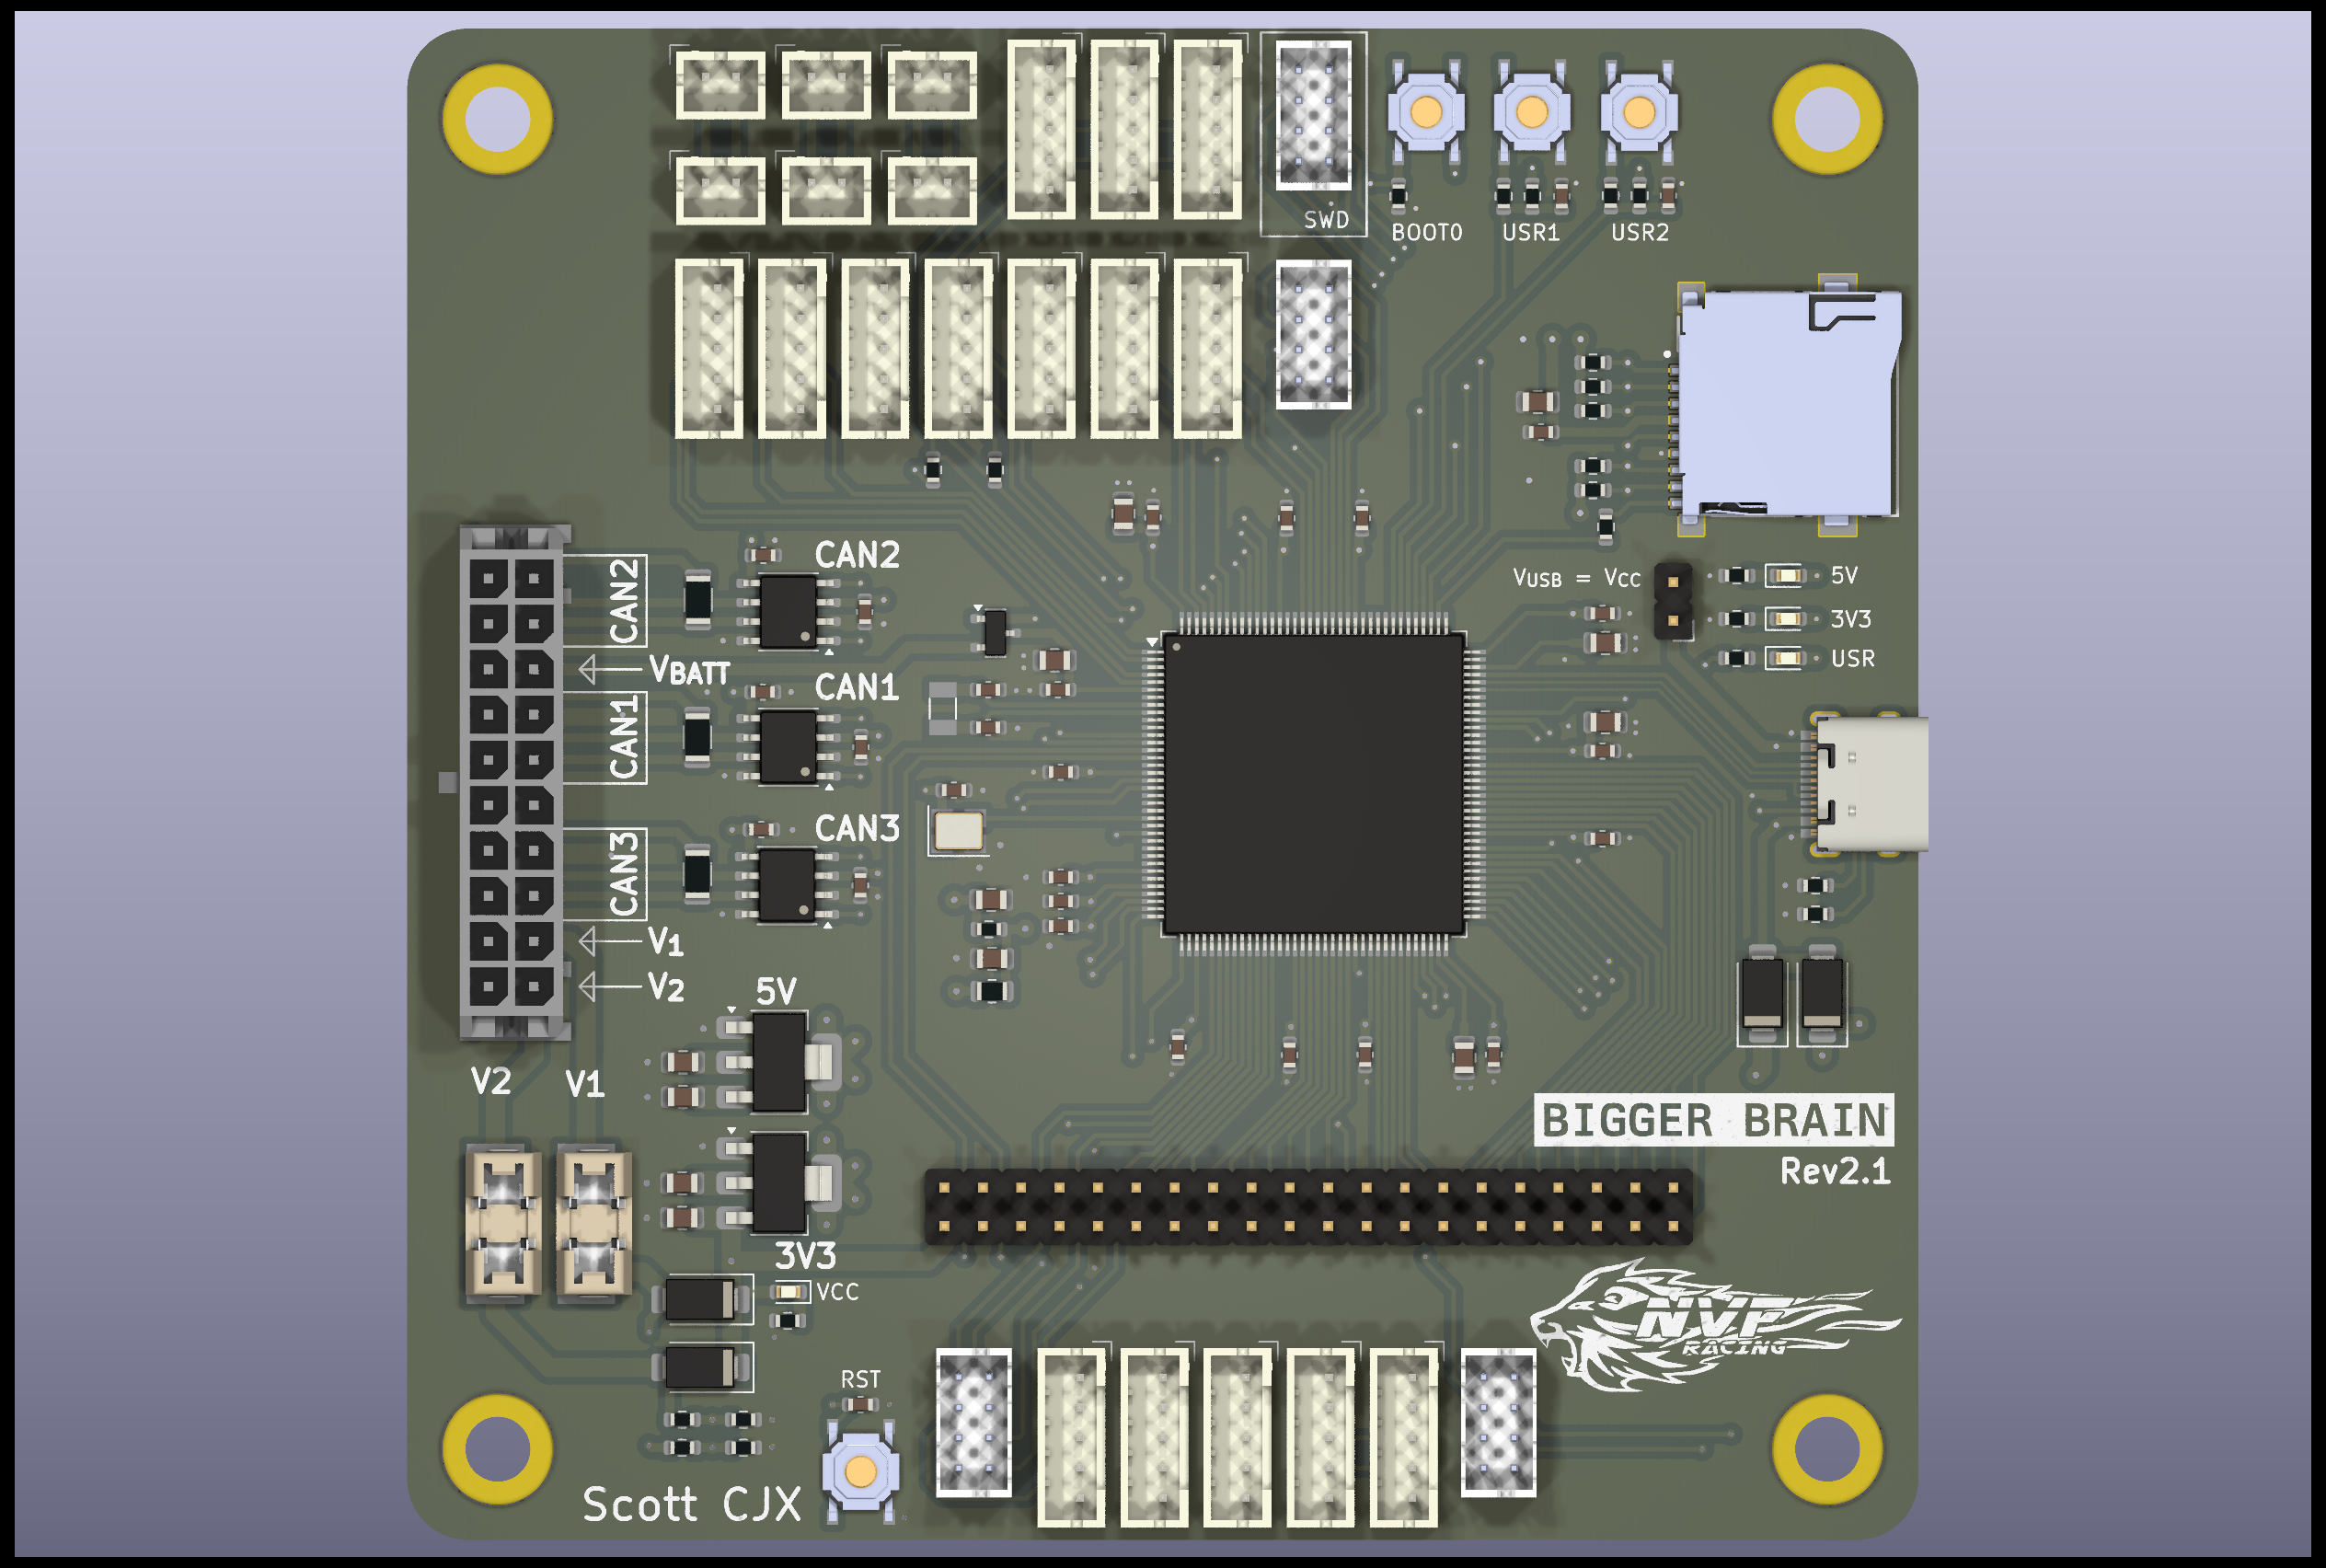 SWD
BOOT0
USR1
USR2
CAN2
CAN2
VBATT
CAN1
CAN1
CAN3
CAN3
V1
V2
VUSB = VCC
5V
3V3
USR
5V
V2
V1
BIGGER BRAIN
Rev2.1
3V3
VCC
NVP
RACING
RST
Scott CJX